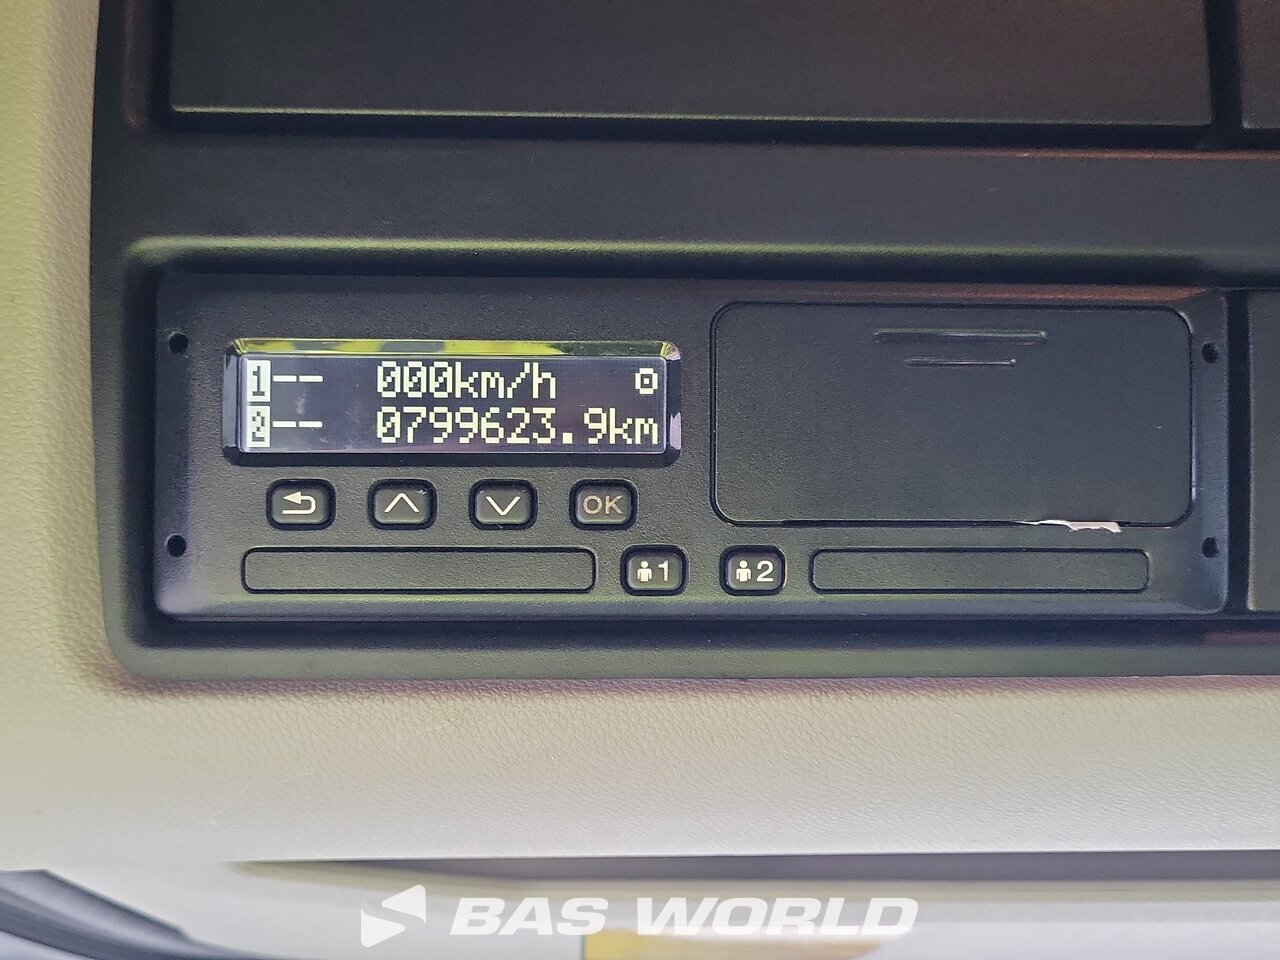 1-- 000km/h
2-- 0799623.9km
OK
1
2
BAS WORLD